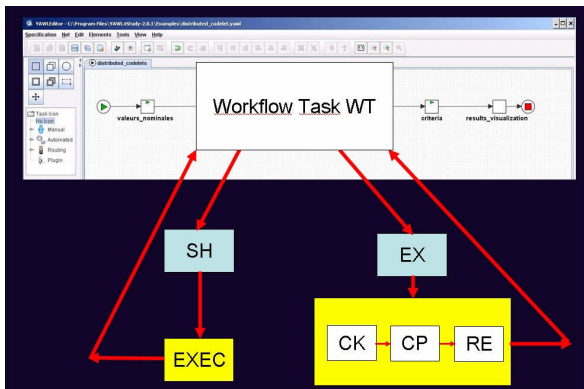 YAWLEditor - C:\Program Files\YAWL4Study-2.0.1\Examples\distributed_codelet.yawl
Specification Net Edit Elements Tools View Help
distributed_codelets
Task Icon
No Icon
Manual
Automated
Routing
Plugin
valeurs_nominales
Workflow Task WT
criteria
results_visualization
SH
EX
EXEC
CK
CP
RE